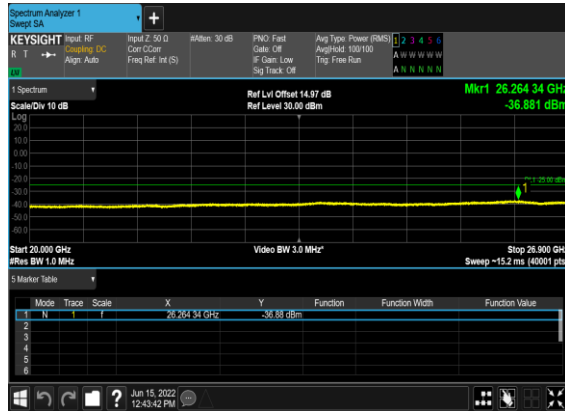 Spectrum Analyzer 1
Swept SA
+
KEYSIGHT Input: RF Input Z: 50 Ω #Atten: 30 dB PNO: Fast Avg Type: Power (RMS) 1 2 3 4 5 6
R T Coupling: DC Corr CCorr Gate: Off Avg|Hold: 100/100 A W W W W W
Align: Auto Freq Ref: Int (S) IF Gain: Low Trig: Free Run
Sig Track: Off A N N N N N
1 Spectrum Ref Lvl Offset 14.97 dB Mkr1 26.264 34 GHz
Scale/Div 10 dB Ref Level 30.00 dBm -36.881 dBm
Log
20.0
10.0
0.00
-10.0
-20.0
-25.00 dBm
1
-30.0
-40.0
-50.0
-60.0
Start 20.000 GHz Video BW 3.0 MHz* Stop 26.900 GHz
#Res BW 1.0 MHz Sweep ~15.2 ms (40001 pts)
5 Marker Table
Mode Trace Scale X Y Function Function Width Function Value
1 N 1 f 26.264 34 GHz -36.88 dBm
2
3
4
5
6
? Jun 15, 2022
12:43:42 PM